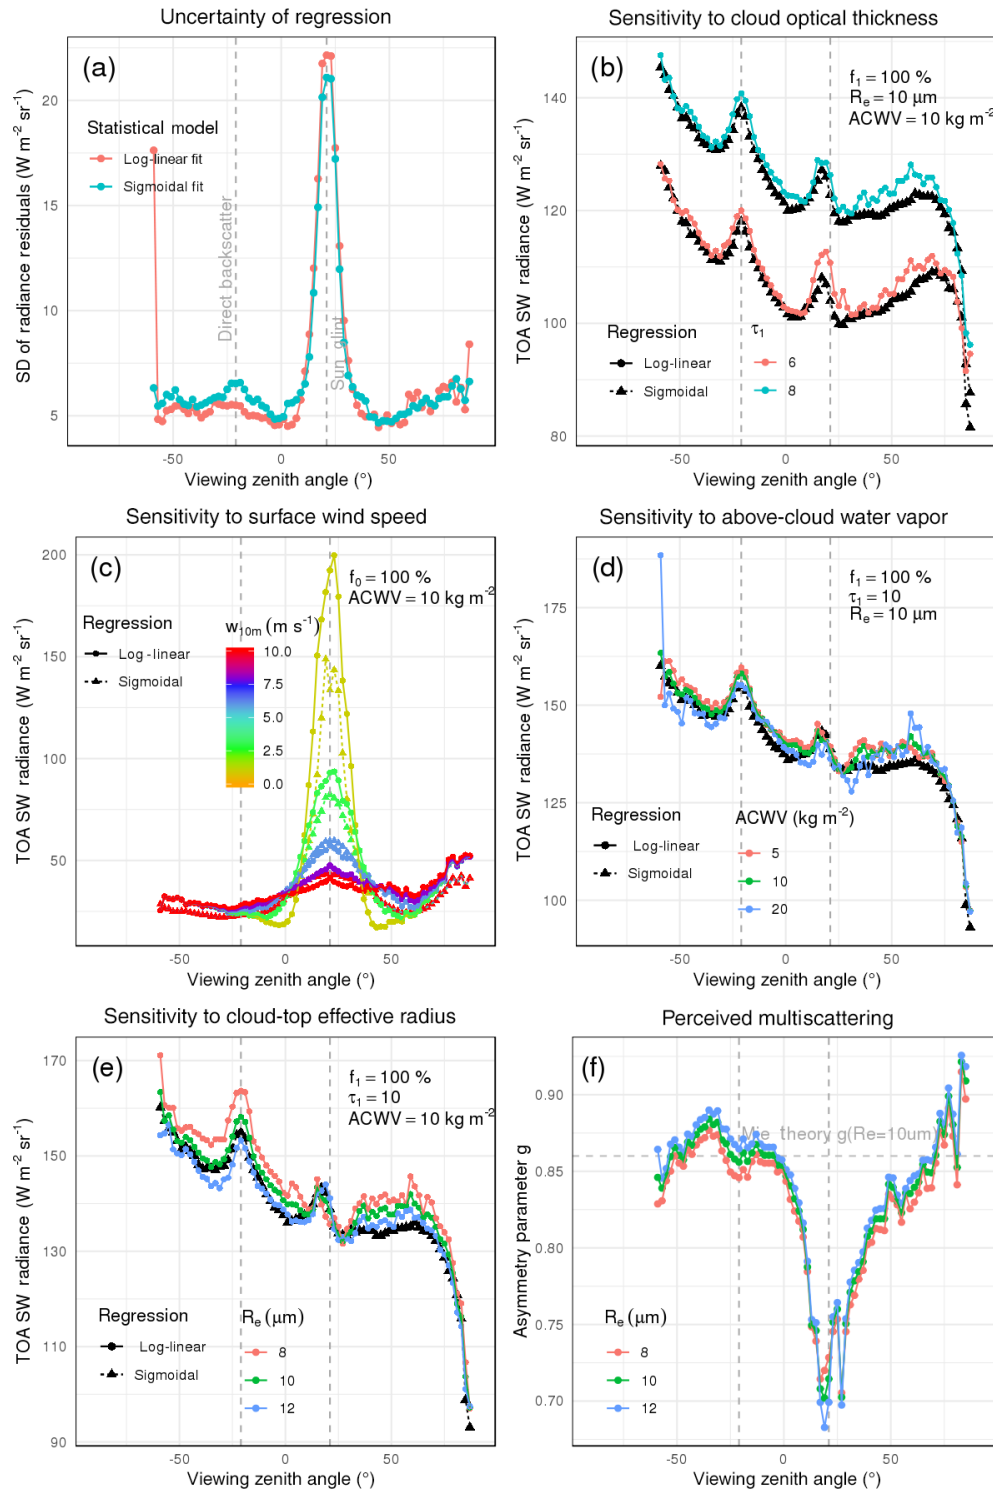 Uncertainty of regression
(a)
SD of radiance residuals (W m-2 sr-1)
20
15
10
5
Statistical model
Log-linear fit
Sigmoidal fit
Direct backscatter
Sun glint
-50
0
50
Viewing zenith angle (°)
Sensitivity to cloud optical thickness
(b)
f1 = 100 %
Re = 10 μm
ACWV = 10 kg m-2
TOA SW radiance (W m-2 sr-1)
140
120
100
80
Regression
Log-linear
Sigmoidal
τ1
6
8
-50
0
50
Viewing zenith angle (°)
Sensitivity to surface wind speed
(c)
f0 = 100 %
ACWV = 10 kg m-2
TOA SW radiance (W m-2 sr-1)
200
150
100
50
Regression
Log-linear
Sigmoidal
w10m (m s-1)
10.0
7.5
5.0
2.5
0.0
-50
0
50
Viewing zenith angle (°)
Sensitivity to above-cloud water vapor
(d)
f1 = 100 %
τ1 = 10
Re = 10 μm
TOA SW radiance (W m-2 sr-1)
175
150
125
100
Regression
Log-linear
Sigmoidal
ACWV (kg m-2)
5
10
20
-50
0
50
Viewing zenith angle (°)
Sensitivity to cloud-top effective radius
(e)
f1 = 100 %
τ1 = 10
ACWV = 10 kg m-2
TOA SW radiance (W m-2 sr-1)
170
150
130
110
90
Regression
Log-linear
Sigmoidal
Re (μm)
8
10
12
-50
0
50
Viewing zenith angle (°)
Perceived multiscattering
(f)
Mie theory g(Re=10um)
Asymmetry parameter g
0.90
0.85
0.80
0.75
0.70
Re (μm)
8
10
12
-50
0
50
Viewing zenith angle (°)